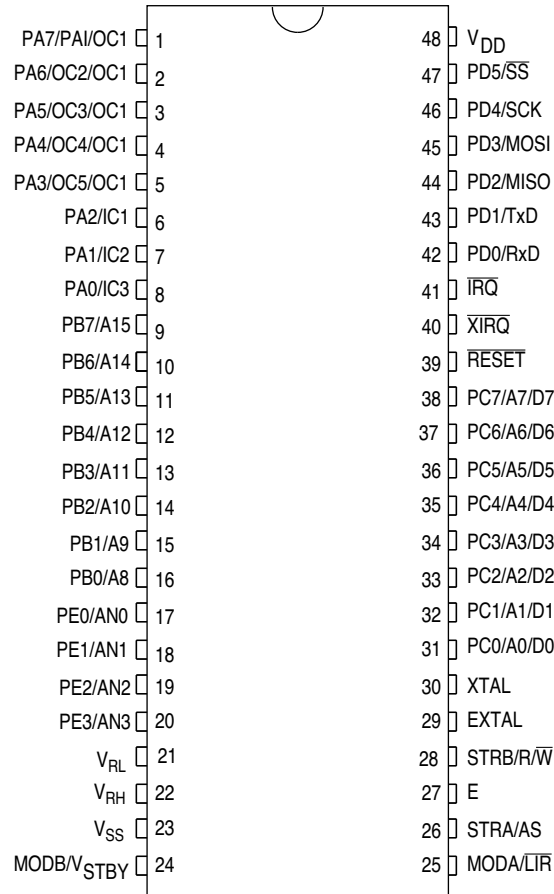 PA7/PAI/OC1 1 48 VDD
PA6/OC2/OC1 2 47 PD5/S̅S̅
PA5/OC3/OC1 3 46 PD4/SCK
PA4/OC4/OC1 4 45 PD3/MOSI
PA3/OC5/OC1 5 44 PD2/MISO
PA2/IC1 6 43 PD1/TxD
PA1/IC2 7 42 PD0/RxD
PA0/IC3 8 41 I̅R̅Q̅
PB7/A15 9 40 X̅I̅R̅Q̅
PB6/A14 10 39 R̅E̅S̅E̅T̅
PB5/A13 11 38 PC7/A7/D7
PB4/A12 12 37 PC6/A6/D6
PB3/A11 13 36 PC5/A5/D5
PB2/A10 14 35 PC4/A4/D4
PB1/A9 15 34 PC3/A3/D3
PB0/A8 16 33 PC2/A2/D2
PE0/AN0 17 32 PC1/A1/D1
PE1/AN1 18 31 PC0/A0/D0
PE2/AN2 19 30 XTAL
PE3/AN3 20 29 EXTAL
VRL 21 28 STRB/R/W̅
VRH 22 27 E
VSS 23 26 STRA/AS
MODB/VSTBY 24 25 MODA/L̅I̅R̅